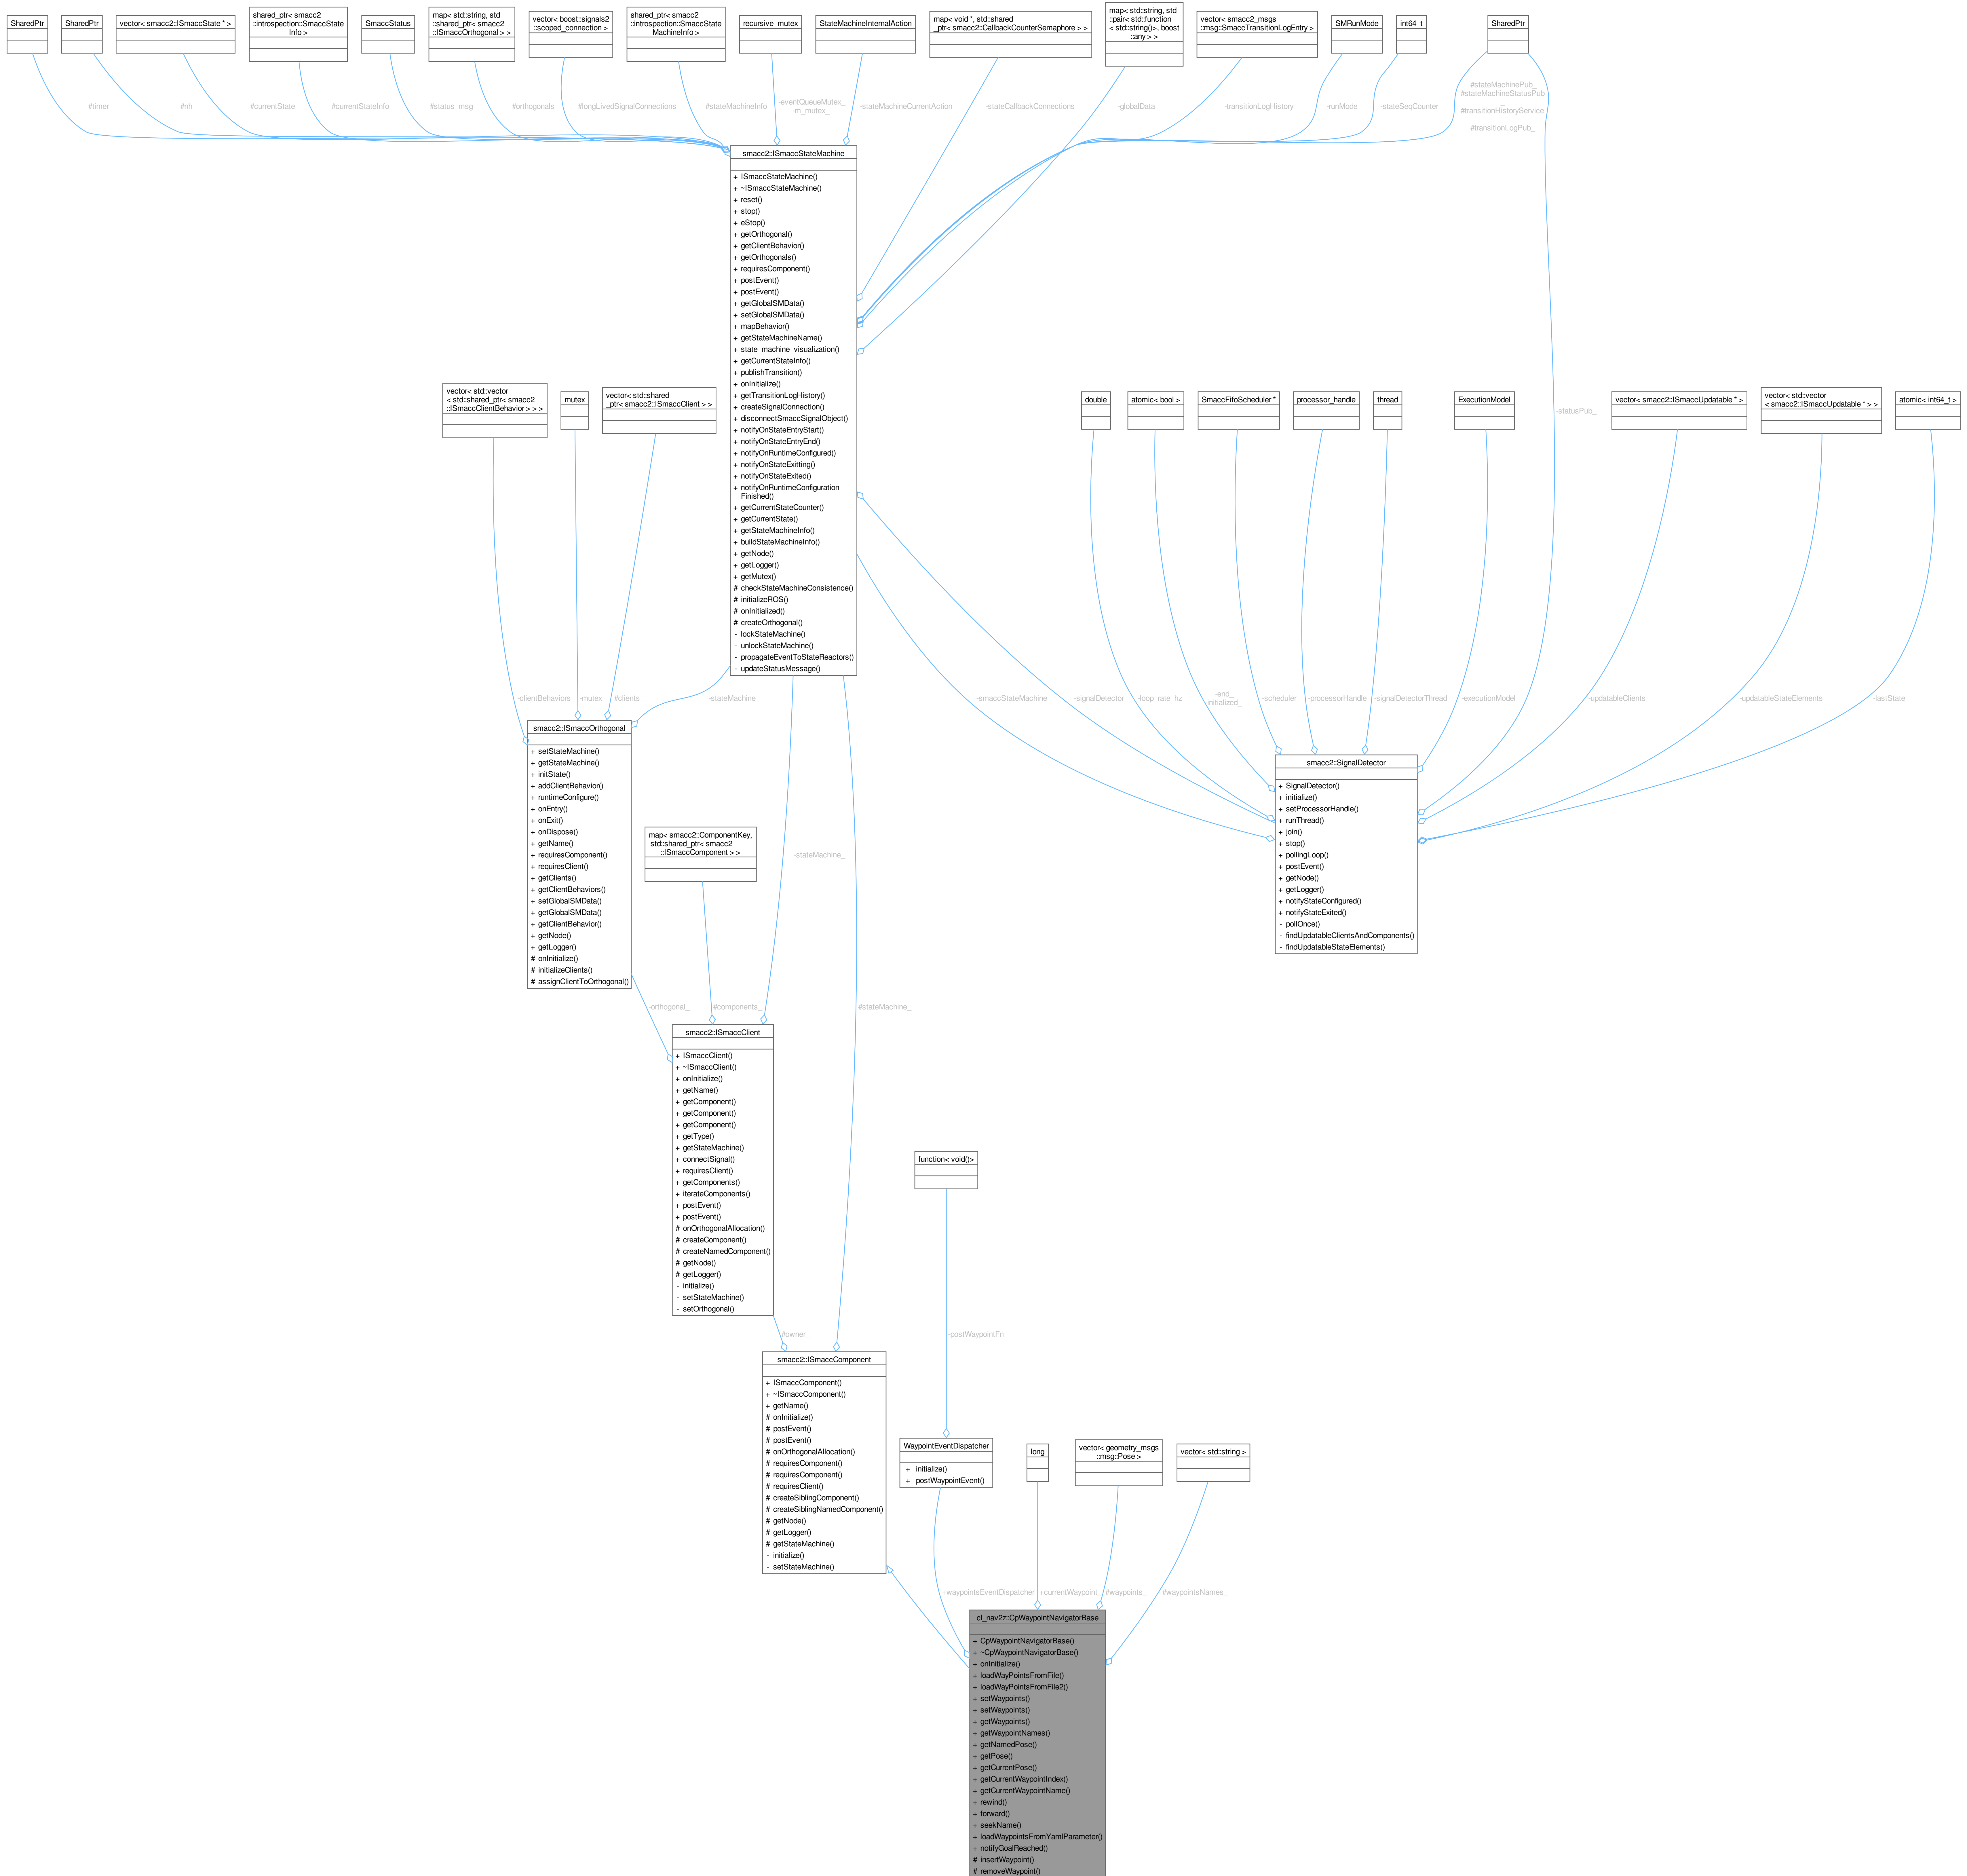 SharedPtr
SharedPtr
vector< smacc2::ISmaccState * >
shared_ptr< smacc2
::introspection::SmaccState
Info >
SmaccStatus
map< std::string, std
::shared_ptr< smacc2
::ISmaccOrthogonal > >
vector< boost::signals2
::scoped_connection >
shared_ptr< smacc2
::introspection::SmaccState
MachineInfo >
recursive_mutex
StateMachineInternalAction
map< void *, std::shared
_ptr< smacc2::CallbackCounterSemaphore > >
map< std::string, std
::pair< std::function
< std::string()>, boost
::any > >
vector< smacc2_msgs
::msg::SmaccTransitionLogEntry >
SMRunMode
int64_t
SharedPtr
#timer_
#nh_
#currentState_
#currentStateInfo_
#status_msg_
#orthogonals_
#longLivedSignalConnections_
#stateMachineInfo_
-eventQueueMutex_
-m_mutex_
-stateMachineCurrentAction
-stateCallbackConnections
-globalData_
-transitionLogHistory_
-runMode_
-stateSeqCounter_
#stateMachinePub_
#stateMachineStatusPub
_
#transitionHistoryService
_
#transitionLogPub_
smacc2::ISmaccStateMachine
+ ISmaccStateMachine()
+ ~ISmaccStateMachine()
+ reset()
+ stop()
+ eStop()
+ getOrthogonal()
+ getClientBehavior()
+ getOrthogonals()
+ requiresComponent()
+ postEvent()
+ postEvent()
+ getGlobalSMData()
+ setGlobalSMData()
+ mapBehavior()
+ getStateMachineName()
+ state_machine_visualization()
+ getCurrentStateInfo()
+ publishTransition()
+ onInitialize()
+ getTransitionLogHistory()
+ createSignalConnection()
+ disconnectSmaccSignalObject()
+ notifyOnStateEntryStart()
+ notifyOnStateEntryEnd()
+ notifyOnRuntimeConfigured()
+ notifyOnStateExitting()
+ notifyOnStateExited()
+ notifyOnRuntimeConfiguration
Finished()
+ getCurrentStateCounter()
+ getCurrentState()
+ getStateMachineInfo()
+ buildStateMachineInfo()
+ getNode()
+ getLogger()
+ getMutex()
# checkStateMachineConsistence()
# initializeROS()
# onInitialized()
# createOrthogonal()
- lockStateMachine()
- unlockStateMachine()
- propagateEventToStateReactors()
- updateStatusMessage()
vector< std::vector
< std::shared_ptr< smacc2
::ISmaccClientBehavior > > >
mutex
vector< std::shared
_ptr< smacc2::ISmaccClient > >
double
atomic< bool >
SmaccFifoScheduler *
processor_handle
thread
ExecutionModel
vector< smacc2::ISmaccUpdatable * >
vector< std::vector
< smacc2::ISmaccUpdatable * > >
atomic< int64_t >
-statusPub_
-clientBehaviors_
-mutex_
#clients_
-stateMachine_
-smaccStateMachine_
-signalDetector_
-loop_rate_hz
-end_
-initialized_
-scheduler_
-processorHandle_
-signalDetectorThread_
-executionModel_
-updatableClients_
-updatableStateElements_
-lastState_
smacc2::ISmaccOrthogonal
+ setStateMachine()
+ getStateMachine()
+ initState()
+ addClientBehavior()
+ runtimeConfigure()
+ onEntry()
+ onExit()
+ onDispose()
+ getName()
+ requiresComponent()
+ requiresClient()
+ getClients()
+ getClientBehaviors()
+ setGlobalSMData()
+ getGlobalSMData()
+ getClientBehavior()
+ getNode()
+ getLogger()
# onInitialize()
# initializeClients()
# assignClientToOrthogonal()
smacc2::SignalDetector
+ SignalDetector()
+ initialize()
+ setProcessorHandle()
+ runThread()
+ join()
+ stop()
+ pollingLoop()
+ postEvent()
+ getNode()
+ getLogger()
+ notifyStateConfigured()
+ notifyStateExited()
- pollOnce()
- findUpdatableClientsAndComponents()
- findUpdatableStateElements()
map< smacc2::ComponentKey,
std::shared_ptr< smacc2
::ISmaccComponent > >
-stateMachine_
-orthogonal_
#components_
#stateMachine_
smacc2::ISmaccClient
+ ISmaccClient()
+ ~ISmaccClient()
+ onInitialize()
+ getName()
+ getComponent()
+ getComponent()
+ getComponent()
+ getType()
+ getStateMachine()
+ connectSignal()
+ requiresClient()
+ getComponents()
+ iterateComponents()
+ postEvent()
+ postEvent()
# onOrthogonalAllocation()
# createComponent()
# createNamedComponent()
# getNode()
# getLogger()
- initialize()
- setStateMachine()
- setOrthogonal()
function< void()>
#owner_
-postWaypointFn
smacc2::ISmaccComponent
+ ISmaccComponent()
+ ~ISmaccComponent()
+ getName()
# onInitialize()
# postEvent()
# postEvent()
# onOrthogonalAllocation()
# requiresComponent()
# requiresComponent()
# requiresClient()
# createSiblingComponent()
# createSiblingNamedComponent()
# getNode()
# getLogger()
# getStateMachine()
- initialize()
- setStateMachine()
WaypointEventDispatcher
+ initialize()
+ postWaypointEvent()
long
vector< geometry_msgs
::msg::Pose >
vector< std::string >
+waypointsEventDispatcher
+currentWaypoint_
#waypoints_
#waypointsNames_
cl_nav2z::CpWaypointNavigatorBase
+ CpWaypointNavigatorBase()
+ ~CpWaypointNavigatorBase()
+ onInitialize()
+ loadWayPointsFromFile()
+ loadWayPointsFromFile2()
+ setWaypoints()
+ setWaypoints()
+ getWaypoints()
+ getWaypointNames()
+ getNamedPose()
+ getPose()
+ getCurrentPose()
+ getCurrentWaypointIndex()
+ getCurrentWaypointName()
+ rewind()
+ forward()
+ seekName()
+ loadWaypointsFromYamlParameter()
+ notifyGoalReached()
# insertWaypoint()
# removeWaypoint()